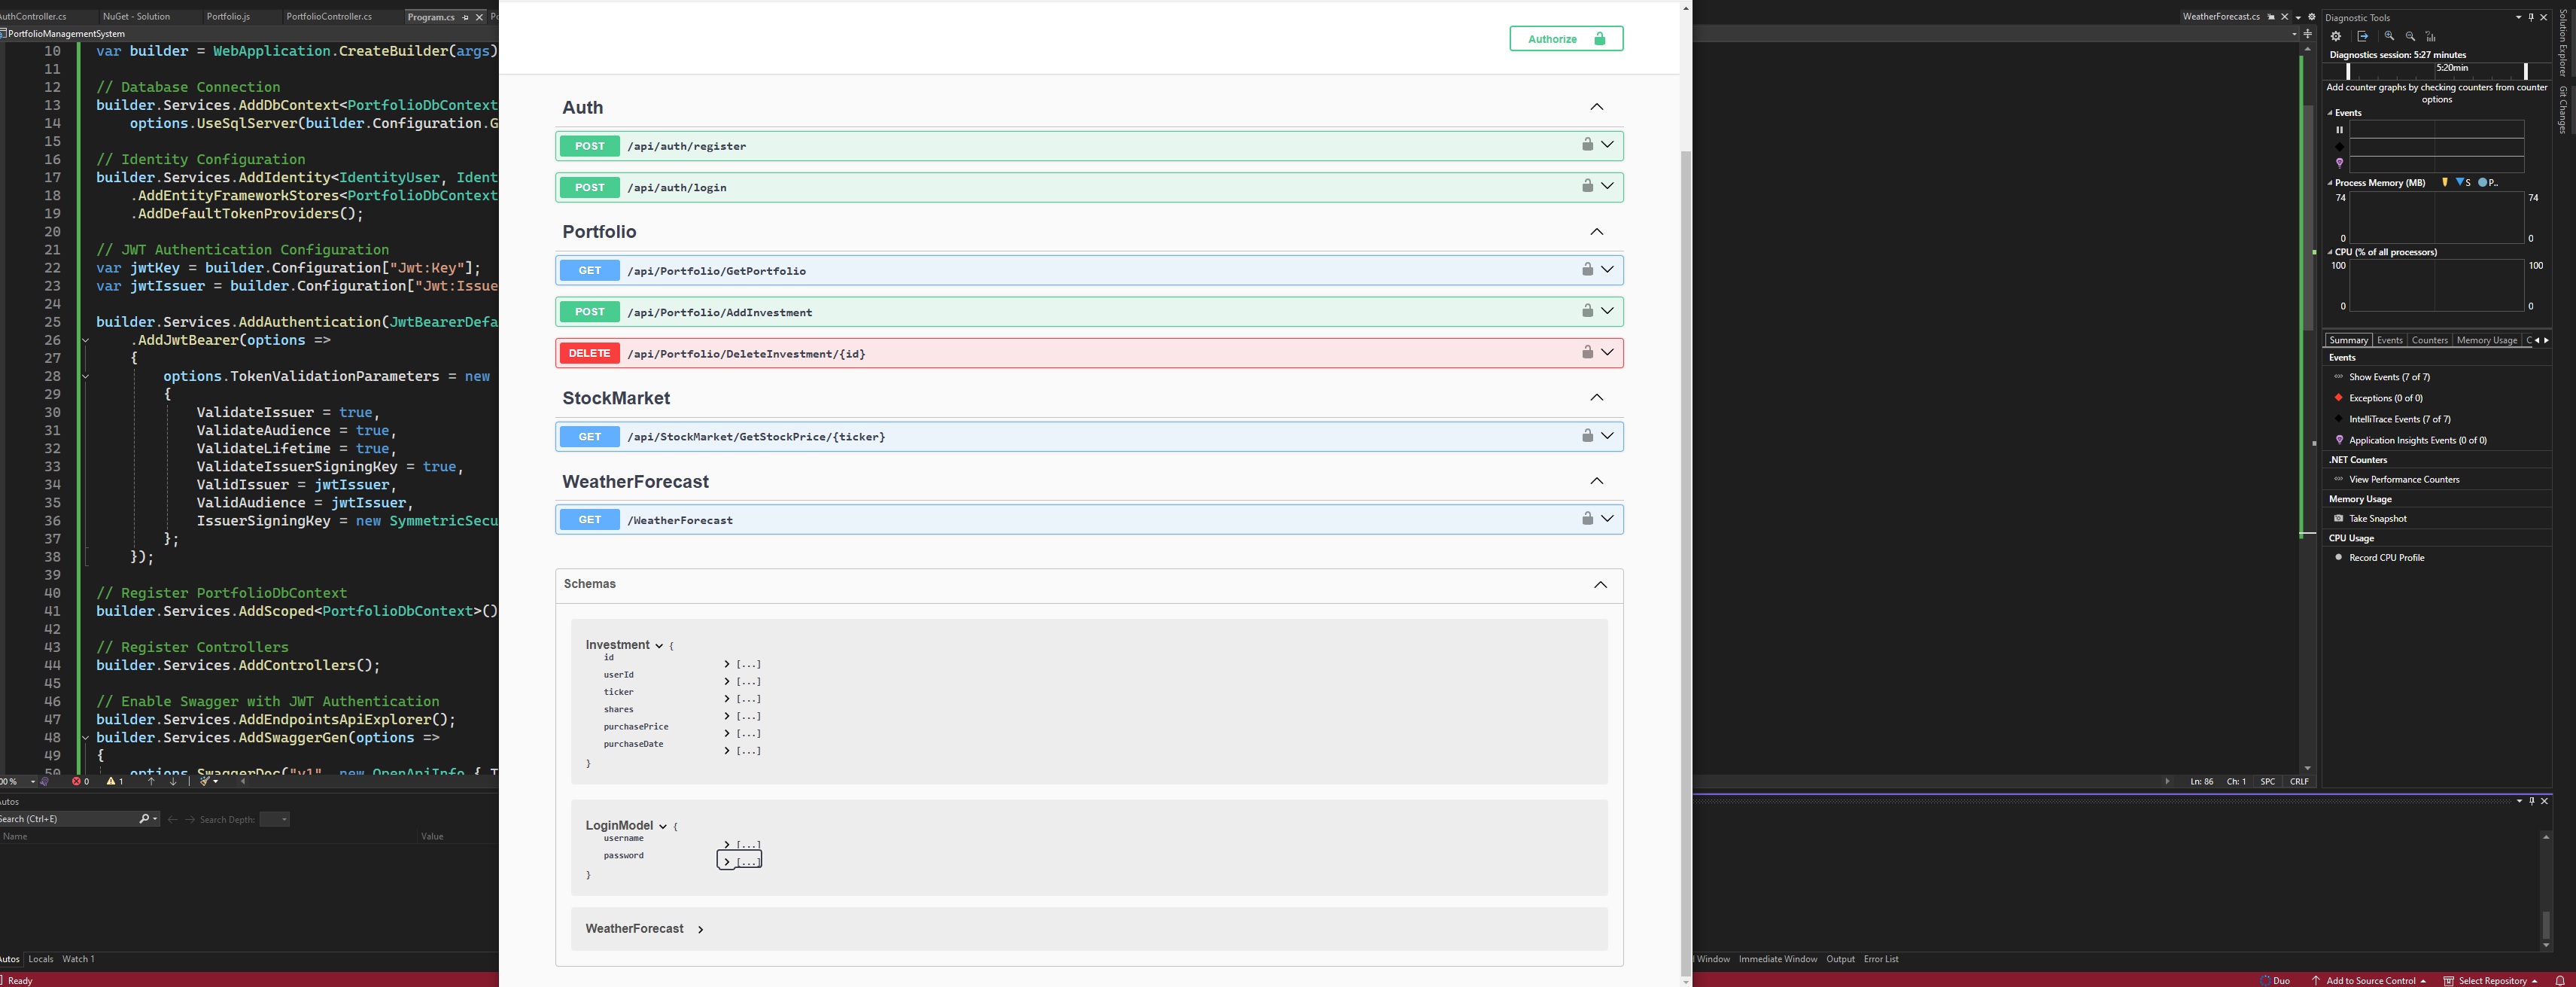 AuthController.cs
NuGet - Solution
Portfolio.js
PortfolioController.cs
Program.cs
WeatherForecast.cs
PortfolioManagementSystem
10 var builder = WebApplication.CreateBuilder(args)
11
12 // Database Connection
13 builder.Services.AddDbContext<PortfolioDbContext
14 options.UseSqlServer(builder.Configuration.G
15
16 // Identity Configuration
17 builder.Services.AddIdentity<IdentityUser, Ident
18 .AddEntityFrameworkStores<PortfolioDbContext
19 .AddDefaultTokenProviders();
20
21 // JWT Authentication Configuration
22 var jwtKey = builder.Configuration["Jwt:Key"];
23 var jwtIssuer = builder.Configuration["Jwt:Issue
24
25 builder.Services.AddAuthentication(JwtBearerDefa
26 .AddJwtBearer(options =>
27 {
28 options.TokenValidationParameters = new
29 {
30 ValidateIssuer = true,
31 ValidateAudience = true,
32 ValidateLifetime = true,
33 ValidateIssuerSigningKey = true,
34 ValidIssuer = jwtIssuer,
35 ValidAudience = jwtIssuer,
36 IssuerSigningKey = new SymmetricSecu
37 };
38 });
39
40 // Register PortfolioDbContext
41 builder.Services.AddScoped<PortfolioDbContext>()
42
43 // Register Controllers
44 builder.Services.AddControllers();
45
46 // Enable Swagger with JWT Authentication
47 builder.Services.AddEndpointsApiExplorer();
48 builder.Services.AddSwaggerGen(options =>
49 {
50 options.SwaggerDoc("v1", new OpenApiInfo { T
00 % 0 1
Autos
Search (Ctrl+E) Search Depth:
Name Value
Autos Locals Watch 1
Ready
Authorize
Auth
POST /api/auth/register
POST /api/auth/login
Portfolio
GET /api/Portfolio/GetPortfolio
POST /api/Portfolio/AddInvestment
DELETE /api/Portfolio/DeleteInvestment/{id}
StockMarket
GET /api/StockMarket/GetStockPrice/{ticker}
WeatherForecast
GET /WeatherForecast
Schemas
Investment {
id [...]
userId [...]
ticker [...]
shares [...]
purchasePrice [...]
purchaseDate [...]
}
LoginModel {
username [...]
password [...]
}
WeatherForecast
Ln: 86 Ch: 1 SPC CRLF
Window Immediate Window Output Error List
Diagnostic Tools
Diagnostics session: 5:27 minutes
5:20min
Add counter graphs by checking counters from counter
options
Events
Process Memory (MB) S P..
74 74
0 0
CPU (% of all processors)
100 100
0 0
Summary Events Counters Memory Usage C
Events
Show Events (7 of 7)
Exceptions (0 of 0)
IntelliTrace Events (7 of 7)
Application Insights Events (0 of 0)
.NET Counters
View Performance Counters
Memory Usage
Take Snapshot
CPU Usage
Record CPU Profile
Solution Explorer
Git Changes
Duo Add to Source Control Select Repository